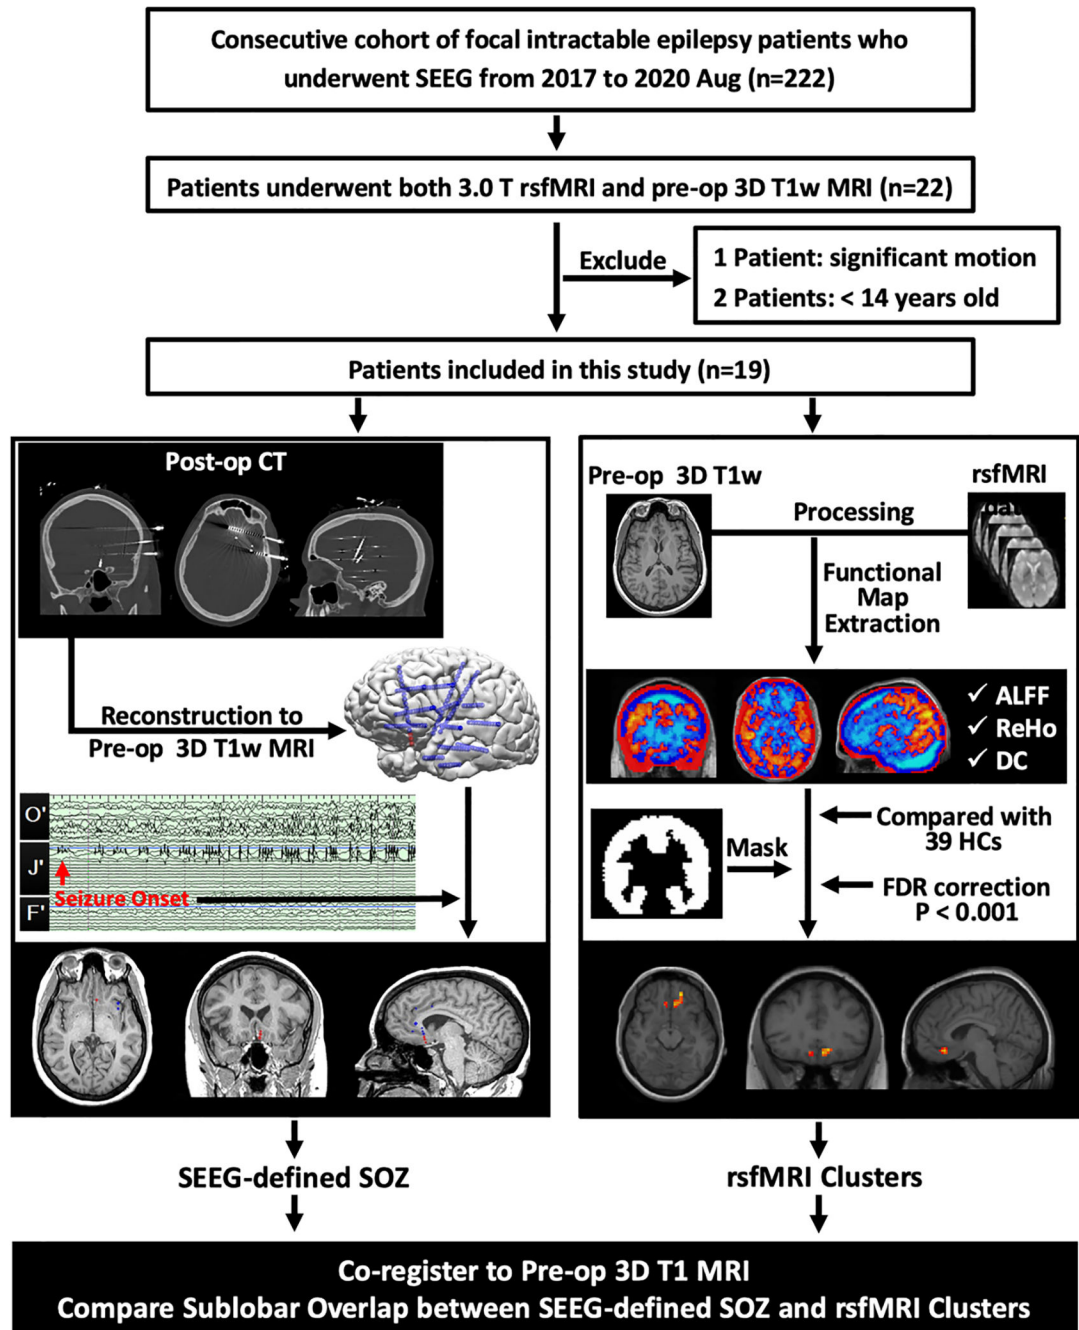 Consecutive cohort of focal intractable epilepsy patients who
underwent SEEG from 2017 to 2020 Aug (n=222)
Patients underwent both 3.0 T rsfMRI and pre-op 3D T1w MRI (n=22)
Exclude
1 Patient: significant motion
2 Patients: < 14 years old
Patients included in this study (n=19)
Post-op CT
Reconstruction to
Pre-op 3D T1w MRI
O'
J'
Seizure Onset
F'
SEEG-defined SOZ
Pre-op 3D T1w
rsfMRI
Processing
Functional
Map
Extraction
✓ ALFF
✓ ReHo
✓ DC
Compared with
39 HCs
Mask
FDR correction
P < 0.001
rsfMRI Clusters
Co-register to Pre-op 3D T1 MRI
Compare Sublobar Overlap between SEEG-defined SOZ and rsfMRI Clusters